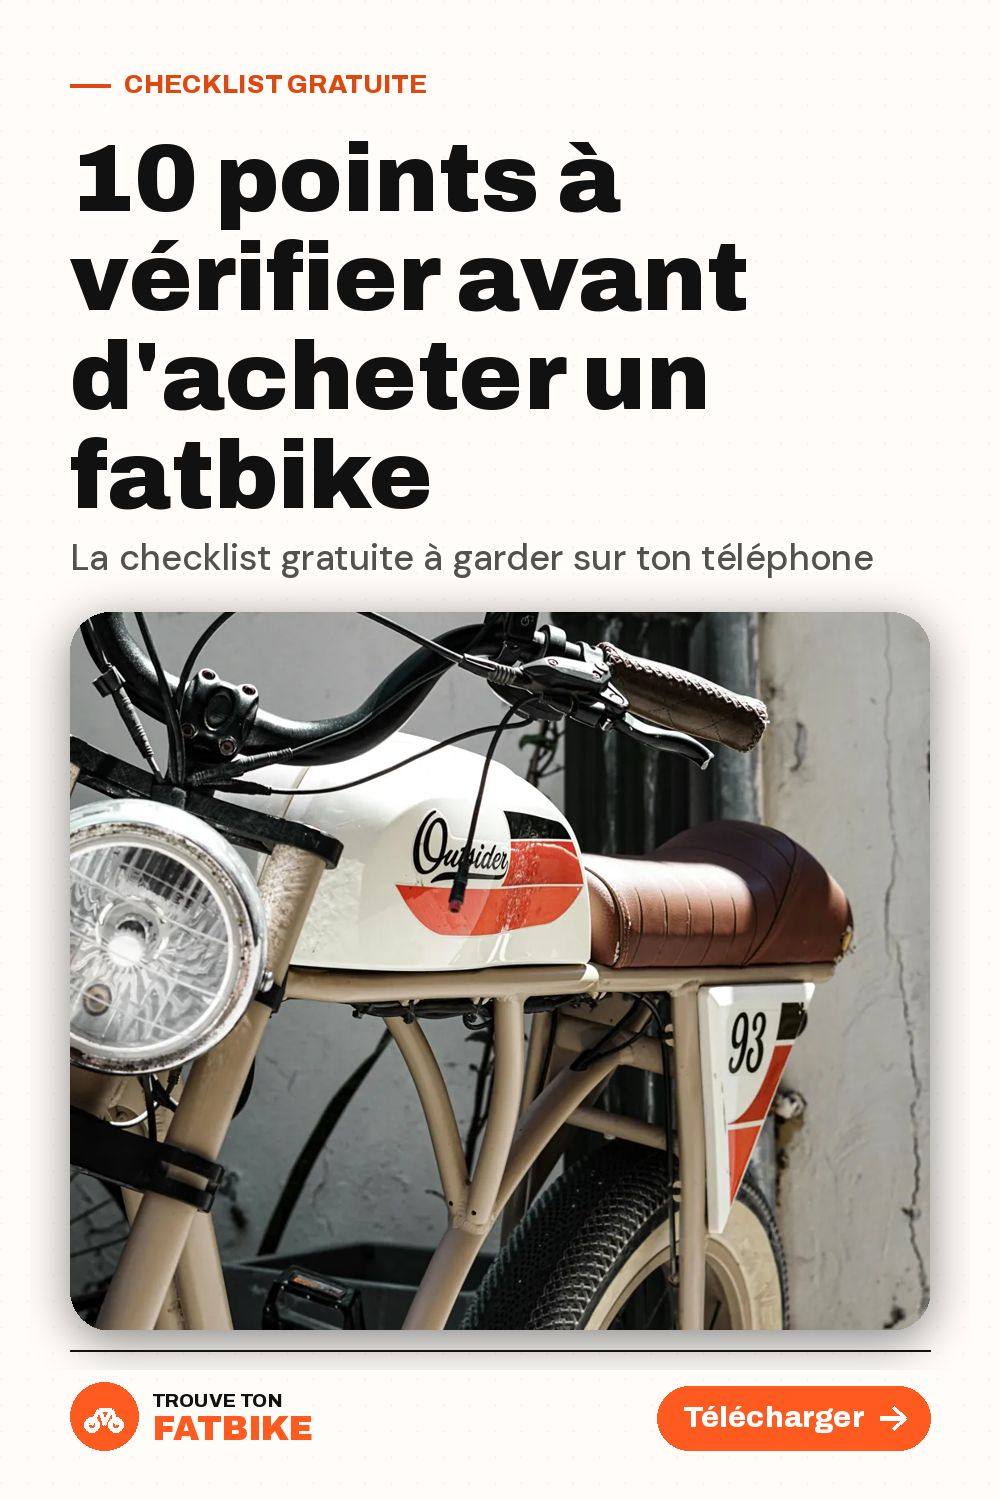 CHECKLIST GRATUITE
10 points à
vérifier avant
d'acheter un
fatbike
La checklist gratuite à garder sur ton téléphone
Outsider
93
TROUVE TON
FATBIKE
Télécharger →